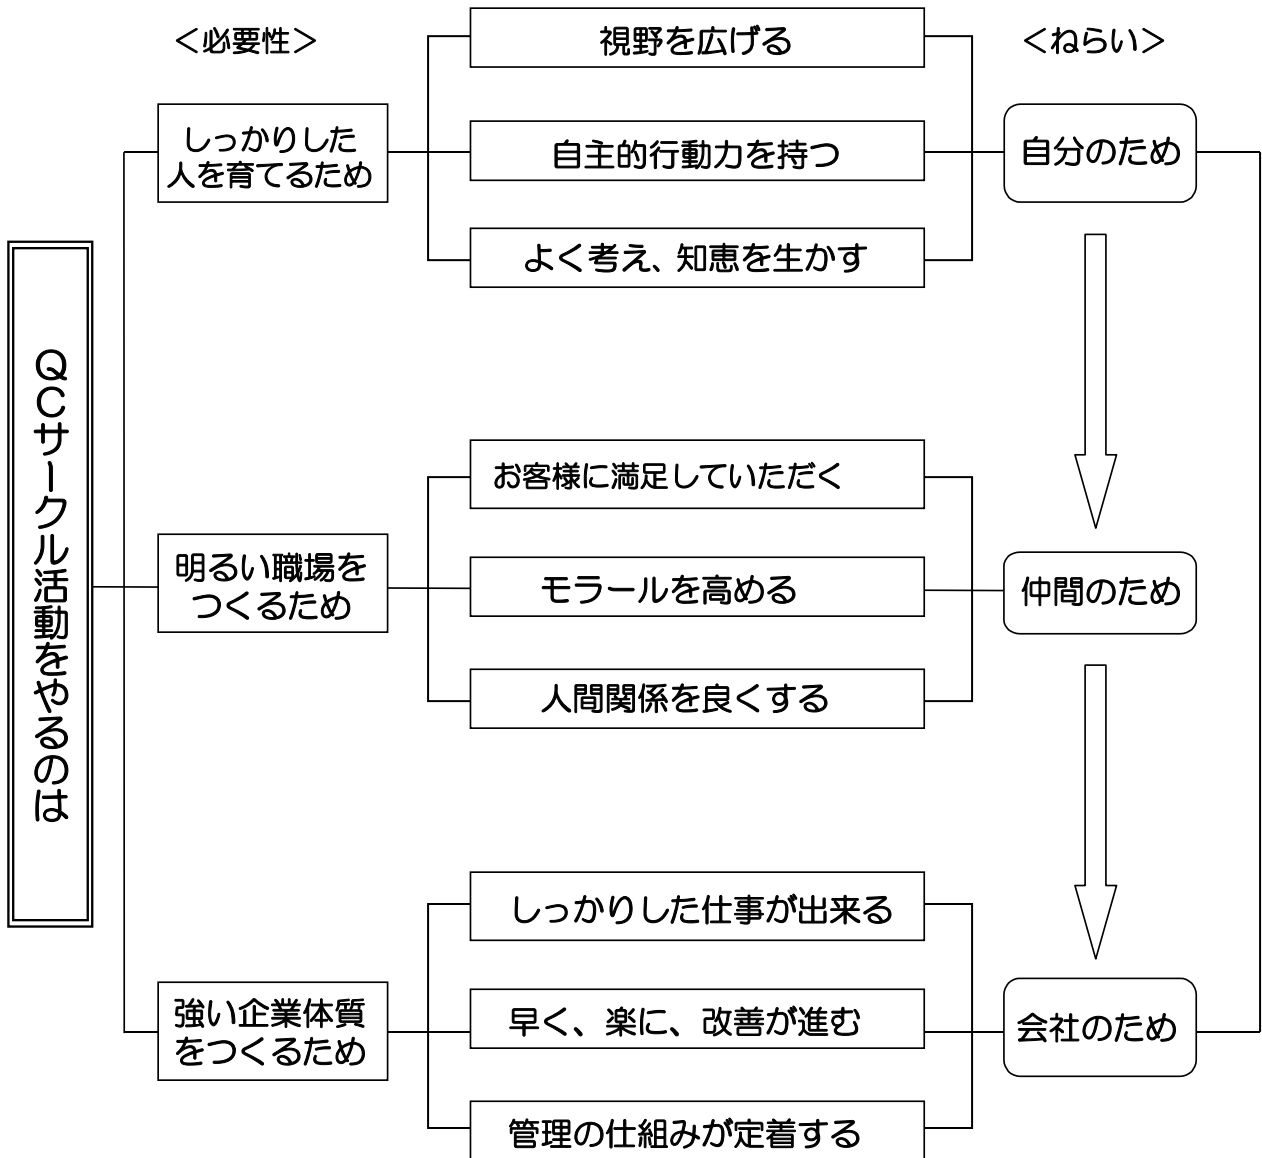 ＜必要性＞
＜ねらい＞
QCサークル活動をやるのは
しっかりした
人を育てるため
視野を広げる
自主的行動力を持つ
よく考え、知恵を生かす
自分のため
明るい職場を
つくるため
お客様に満足していただく
モラールを高める
人間関係を良くする
仲間のため
強い企業体質
をつくるため
しっかりした仕事が出来る
早く、楽に、改善が進む
管理の仕組みが定着する
会社のため